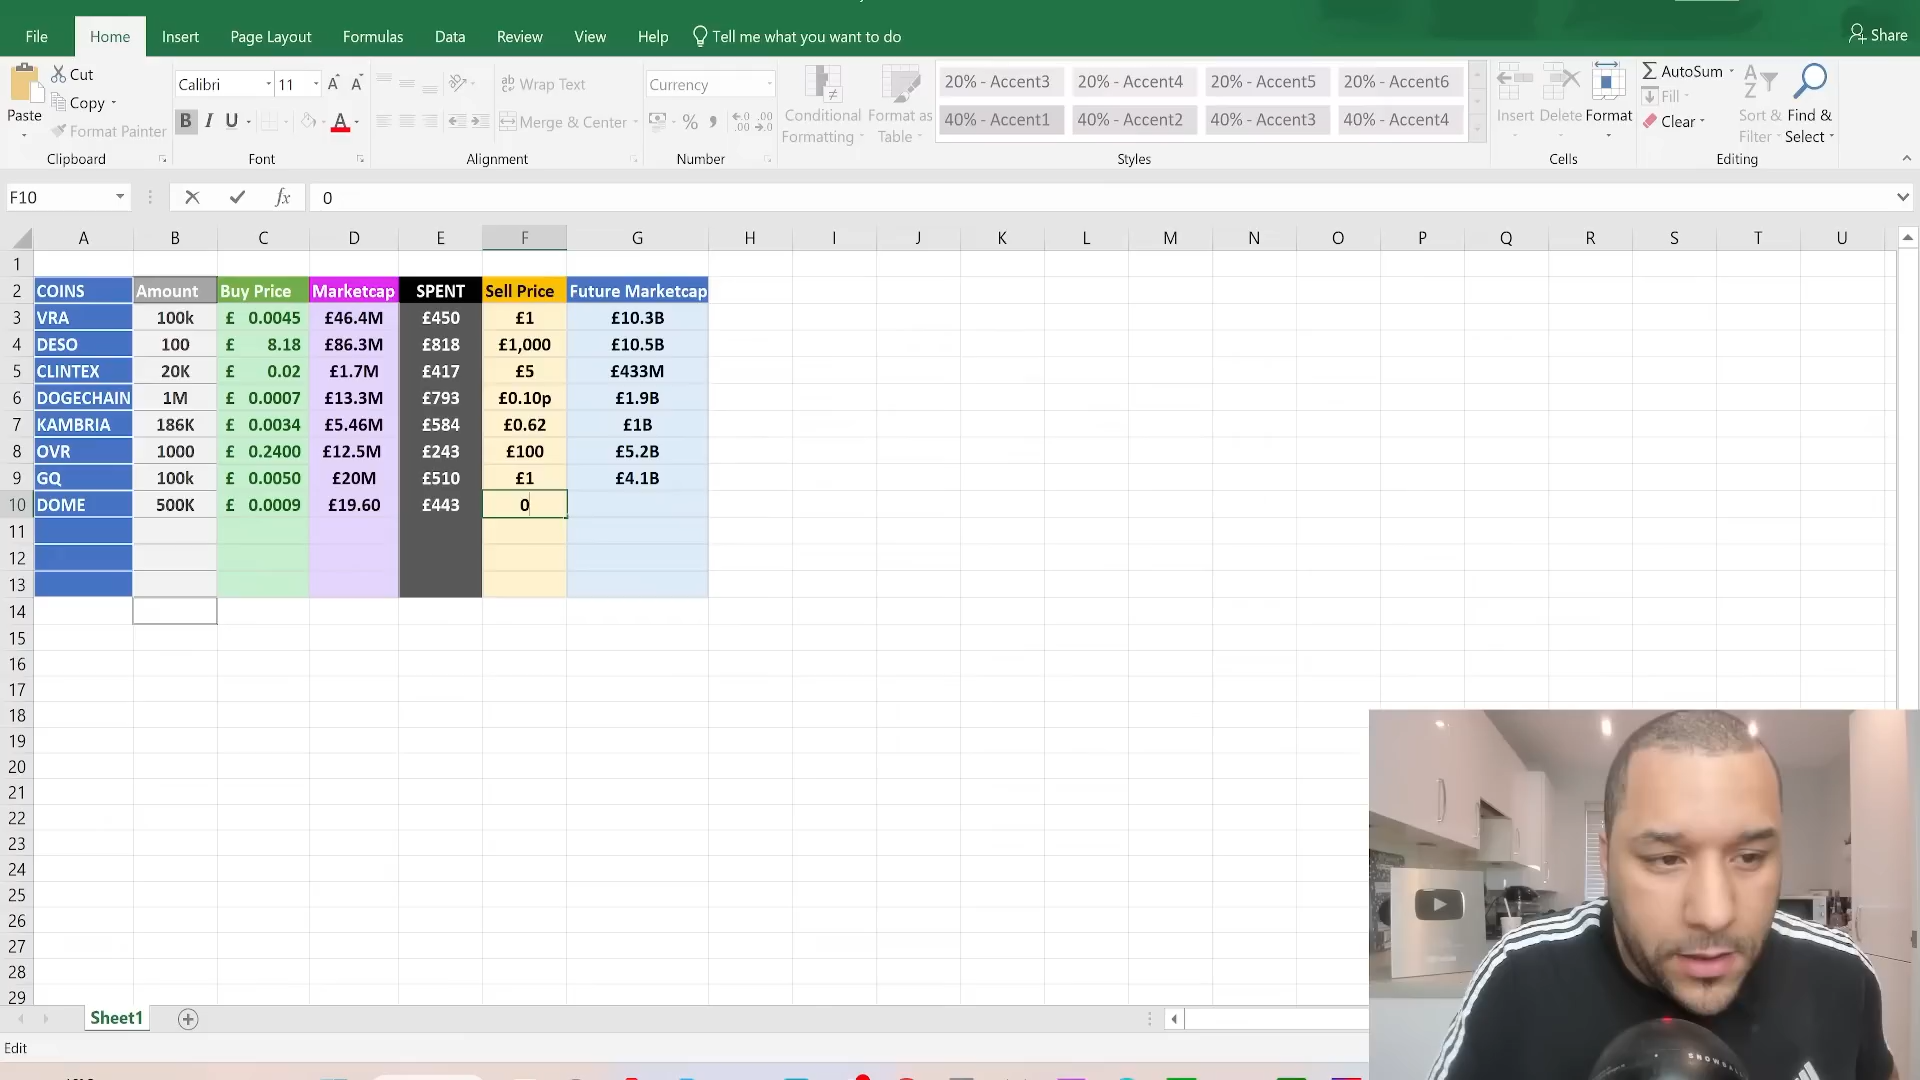 File Home Insert Page Layout Formulas Data Review View Help Tell me what you want to do Share
Cut
Copy
Format Painter
Paste
Clipboard
Calibri 11 A A
B I U A
Font
ab Wrap Text
Merge & Center
Alignment
Currency
% , .00 .00
Number
Conditional Formatting
Format as Table
20% - Accent3 20% - Accent4 20% - Accent5 20% - Accent6
40% - Accent1 40% - Accent2 40% - Accent3 40% - Accent4
Styles
Insert Delete Format
Cells
AutoSum
Fill
Clear
Sort & Filter
Find & Select
Editing
F10 fx 0
A B C D E F G H I J K L M N O P Q R S T U
1
2 COINS Amount Buy Price Marketcap SPENT Sell Price Future Marketcap
3 VRA 100k £ 0.0045 £46.4M £450 £1 £10.3B
4 DESO 100 £ 8.18 £86.3M £818 £1,000 £10.5B
5 CLINTEX 20K £ 0.02 £1.7M £417 £5 £433M
6 DOGECHAIN 1M £ 0.0007 £13.3M £793 £0.10p £1.9B
7 KAMBRIA 186K £ 0.0034 £5.46M £584 £0.62 £1B
8 OVR 1000 £ 0.2400 £12.5M £243 £100 £5.2B
9 GQ 100k £ 0.0050 £20M £510 £1 £4.1B
10 DOME 500K £ 0.0009 £19.60 £443 0
11
12
13
14
15
16
17
18
19
20
21
22
23
24
25
26
27
28
29
Sheet1
Edit